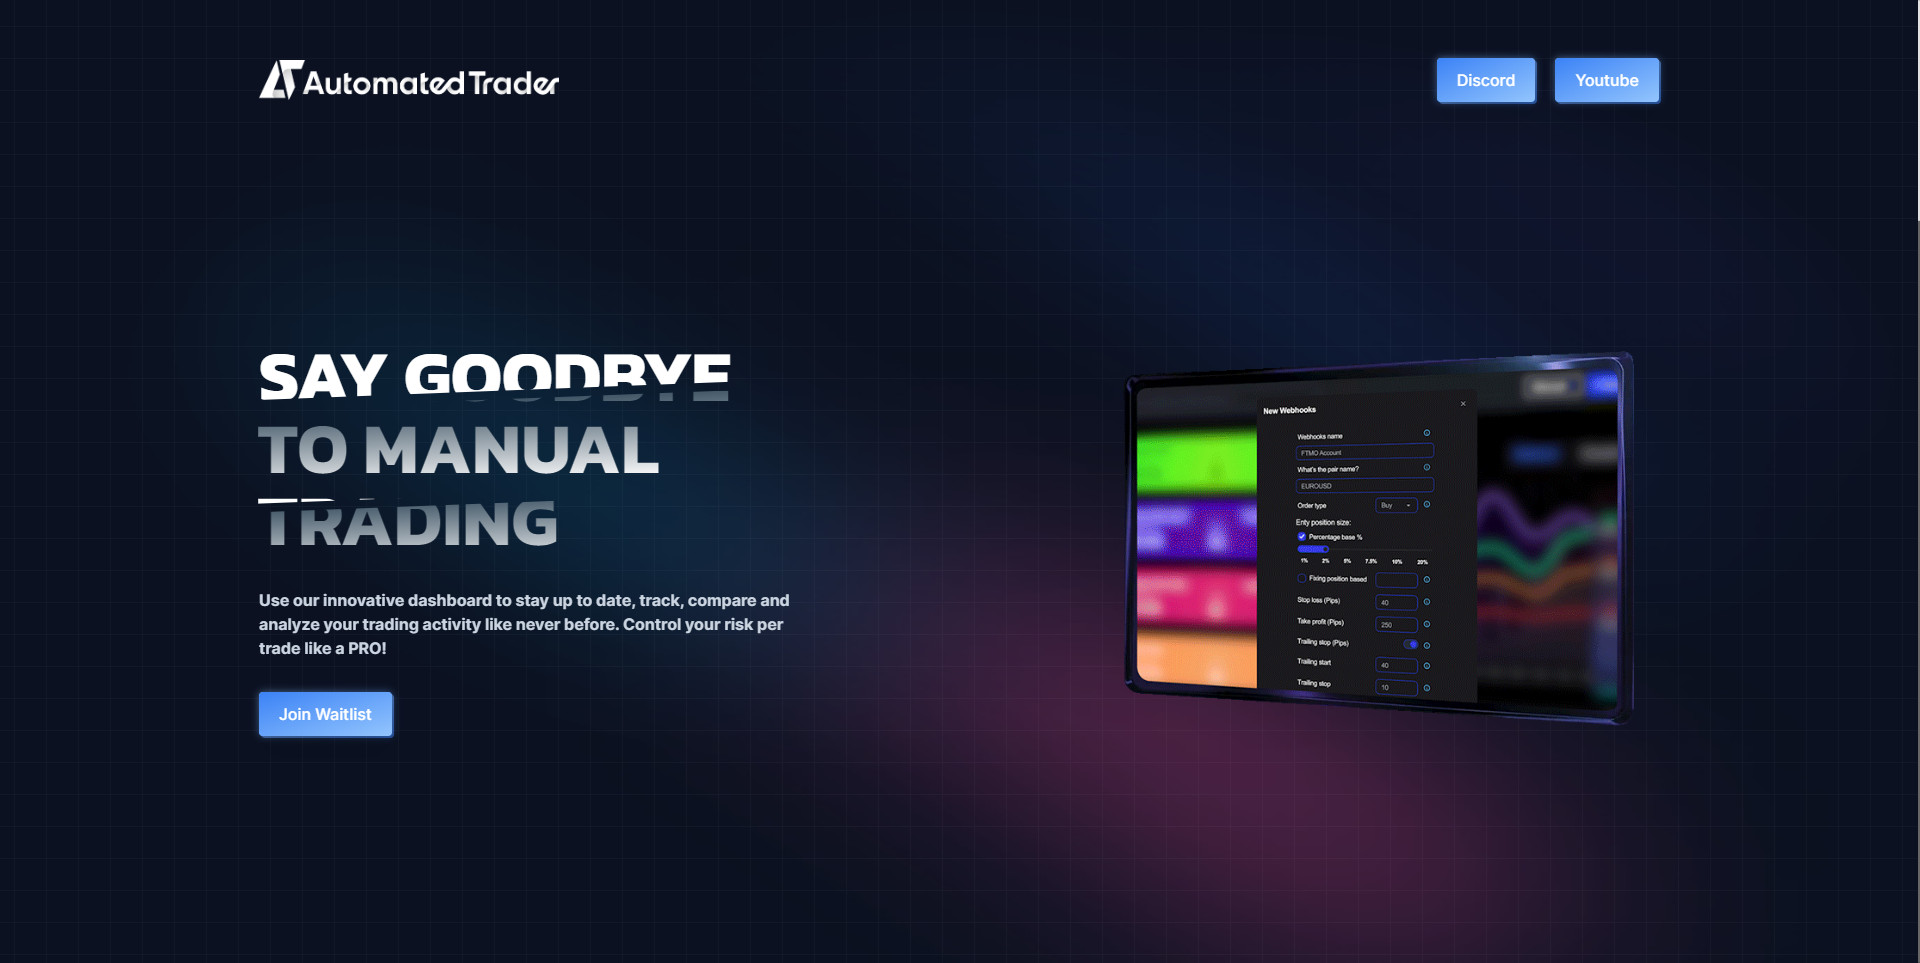 AutomatedTrader
Discord
Youtube
SAY GOODBYE
TO MANUAL
TRADING
Use our innovative dashboard to stay up to date, track, compare and
analyze your trading activity like never before. Control your risk per
trade like a PRO!
Join Waitlist
New Webhooks
×
Webhooks name
FTMO Account
What's the pair name?
EUROUSD
Order type
Buy
Enty position size:
Percentage base %
1% 2% 5% 7.5% 10% 20%
Fixing position based
Stop loss (Pips)
40
Take profit (Pips)
250
Trailing stop (Pips)
Trailing start
40
Trailing stop
10